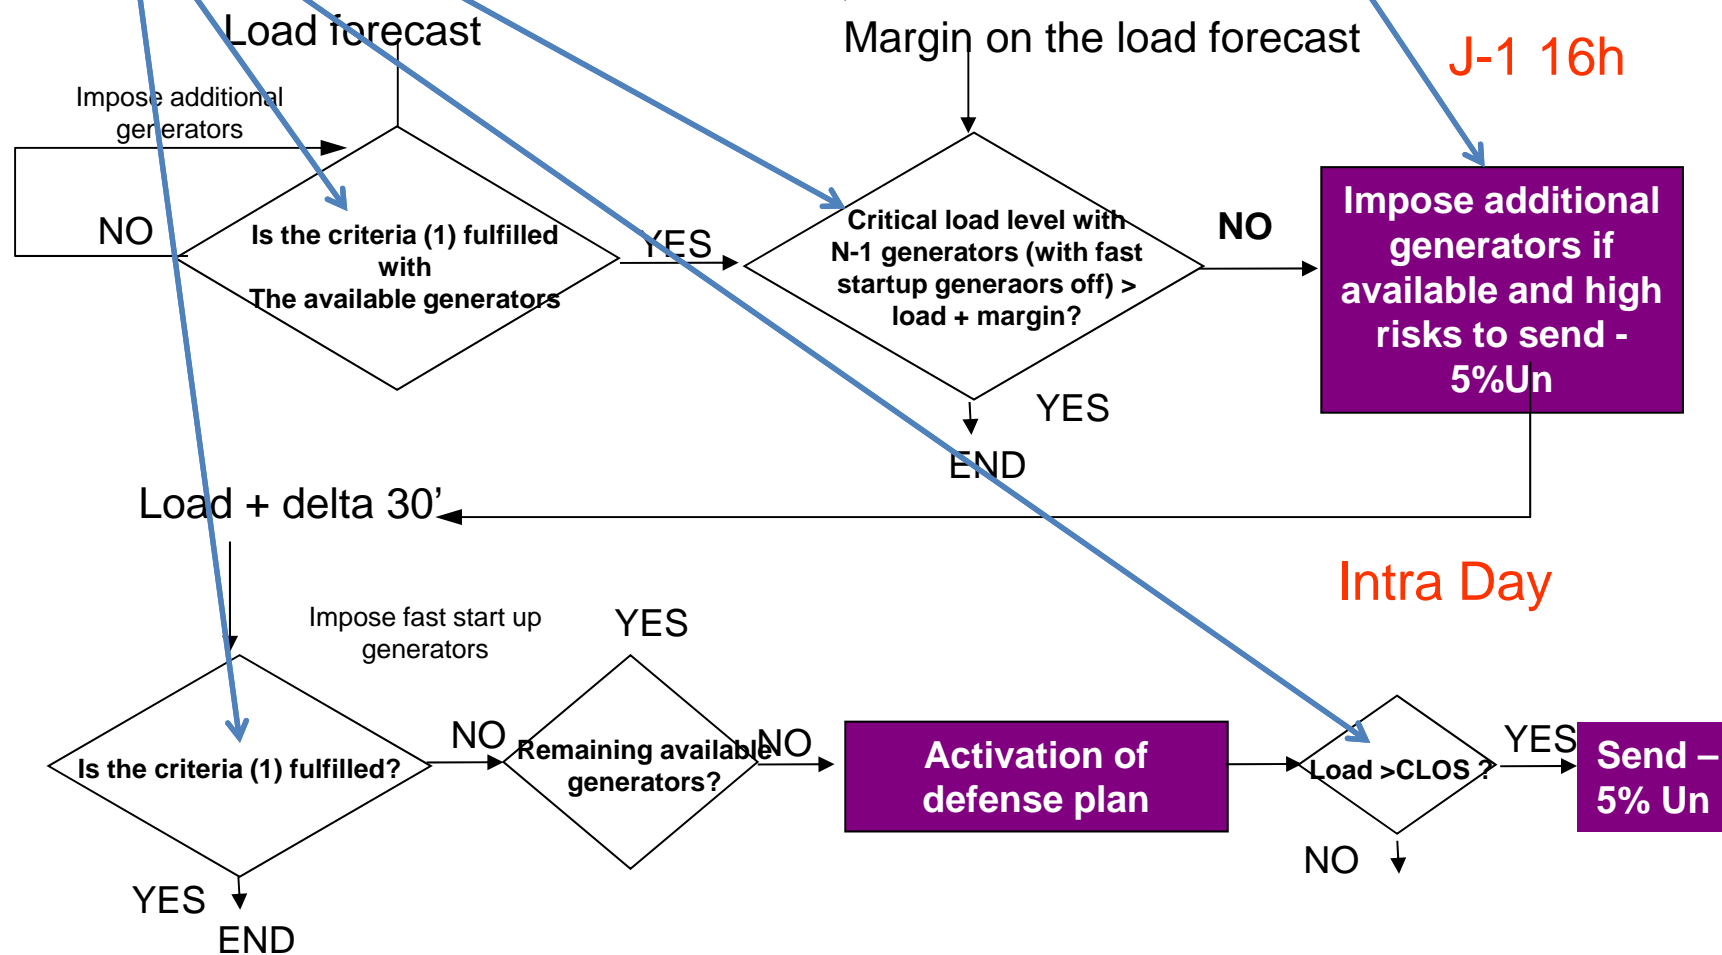 Load forecast
Margin on the load forecast
J-1 16h
Impose additional
generators
NO
Is the criteria (1) fulfilled
with
The available generators
YES
Critical load level with
N-1 generators (with fast
startup generaors off) >
load + margin?
NO
Impose additional
generators if
available and high
risks to send -
5%Un
YES
END
Load + delta 30’
Intra Day
Impose fast start up
generators
YES
Is the criteria (1) fulfilled?
NO
Remaining available
generators?
NO
Activation of
defense plan
Load >CLOS ?
YES
Send –
5% Un
NO
YES
END